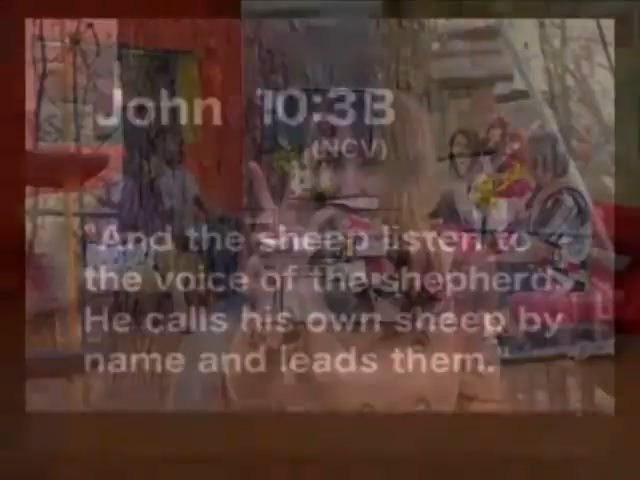 John 10:3B
(NCV)
"And the sheep listen to
the voice of the shepherd.
He calls his own sheep by
name and leads them."